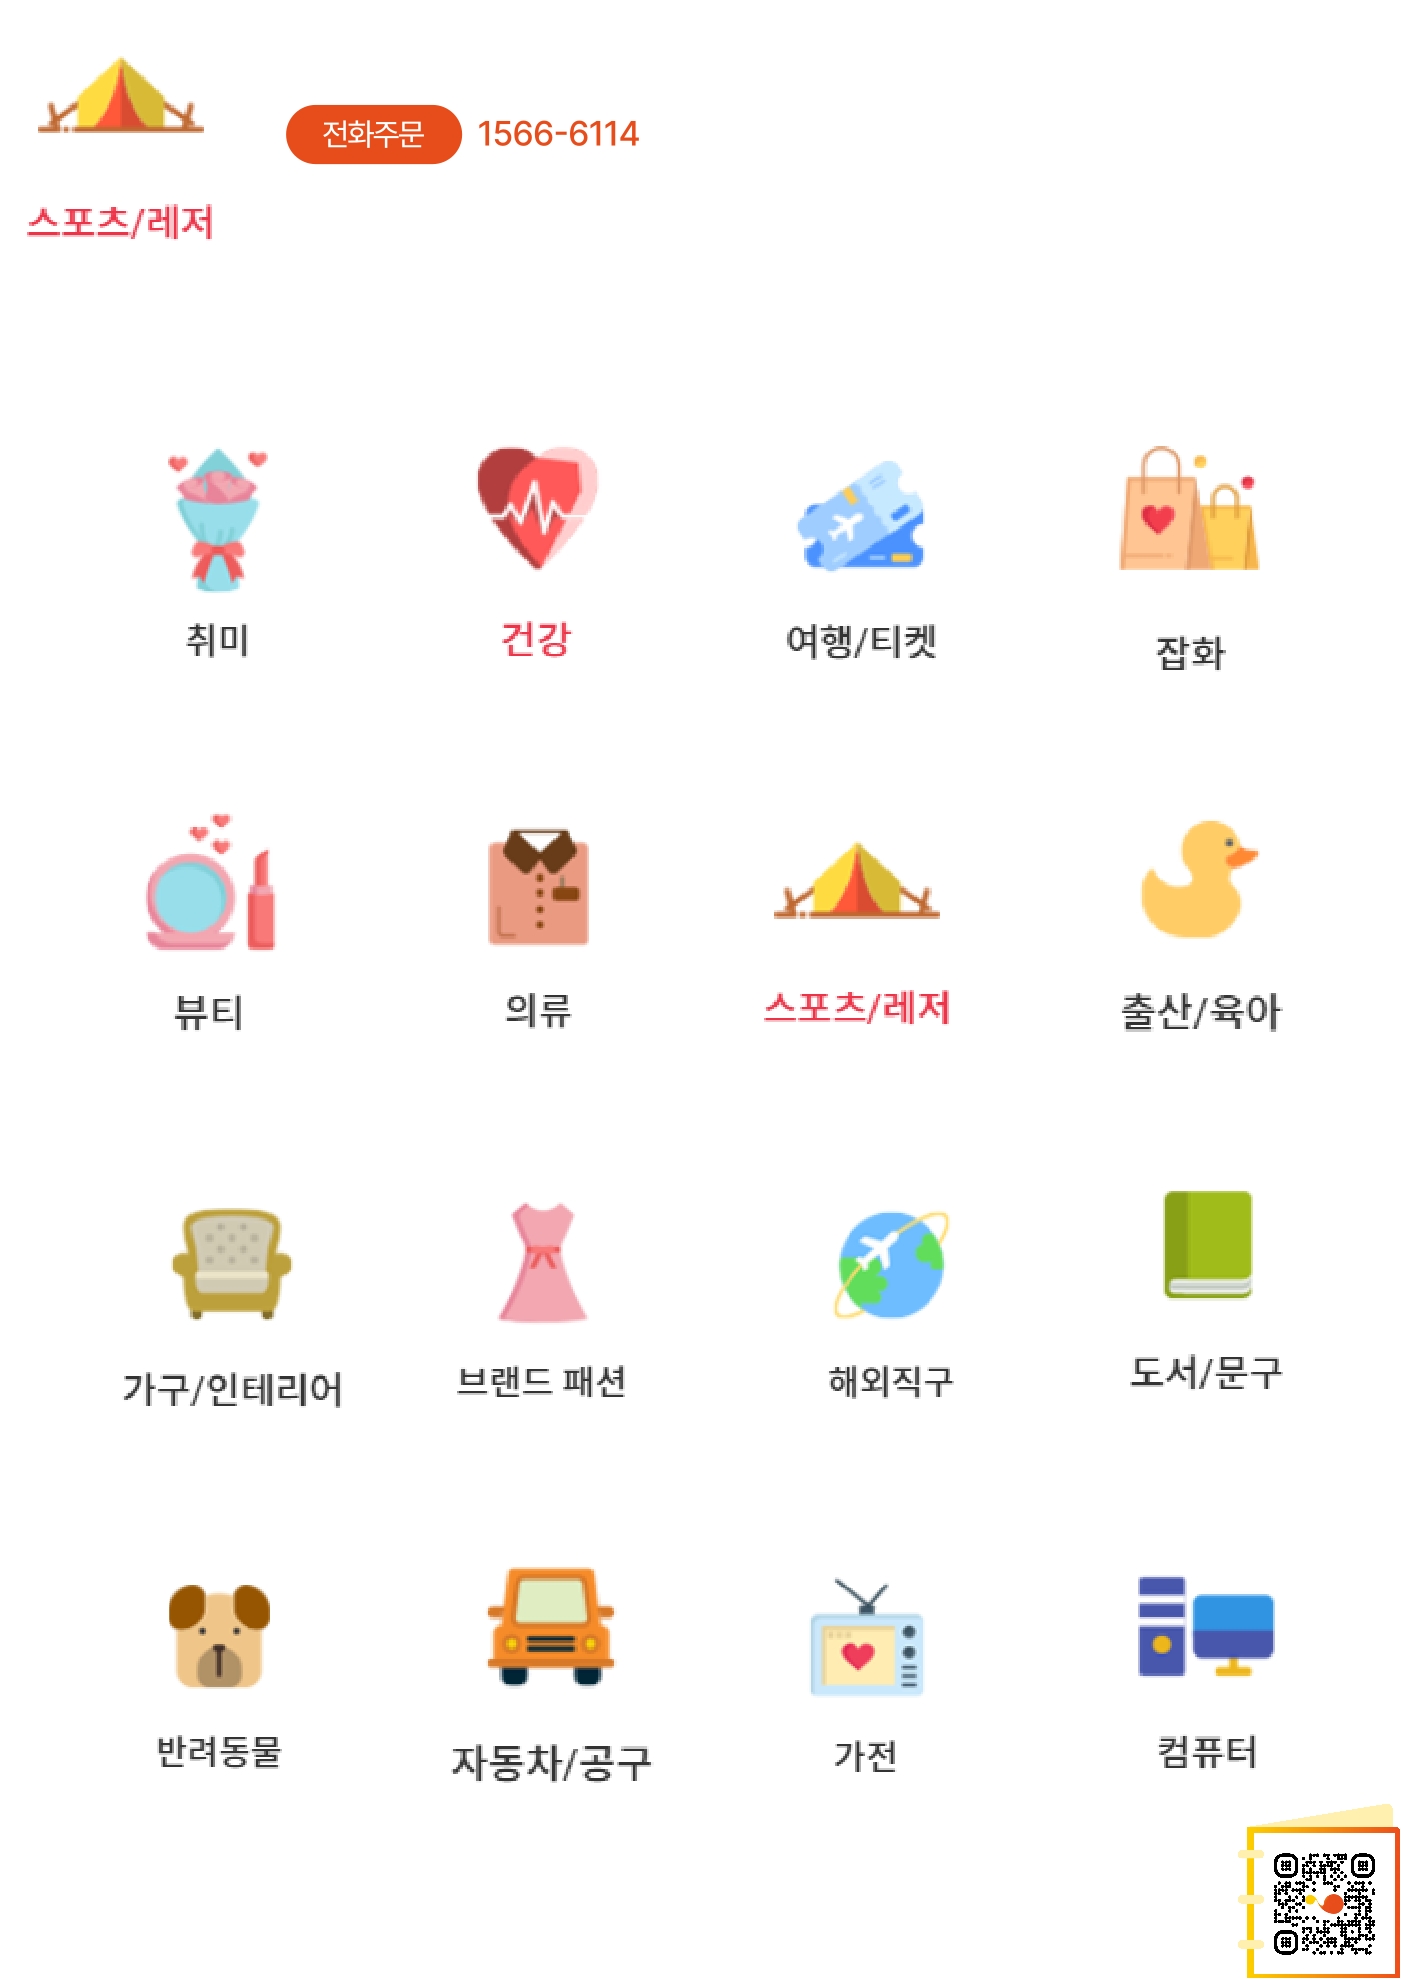 전화주문 1566-6114
스포츠/레저
취미 건강 여행/티켓 잡화
뷰티 의류 스포츠/레저 출산/육아
가구/인테리어 브랜드 패션 해외직구 도서/문구
반려동물 자동차/공구 가전 컴퓨터